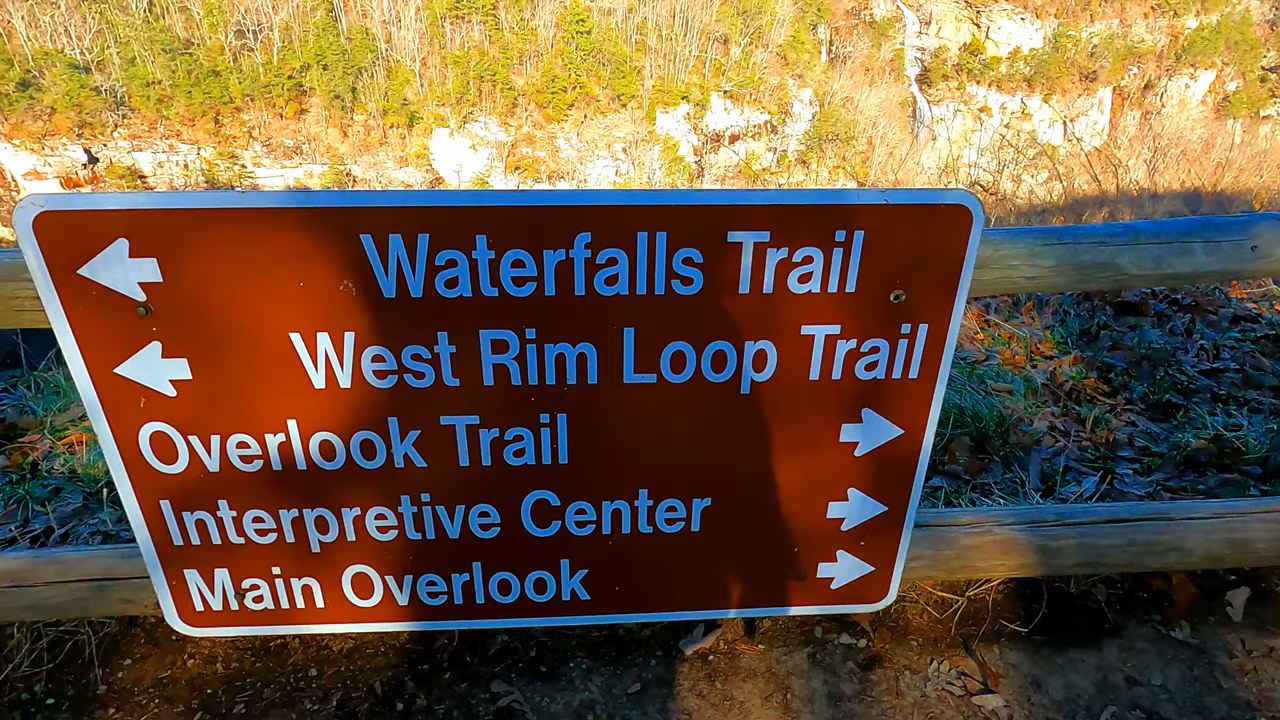 Waterfalls Trail
West Rim Loop Trail
Overlook Trail
Interpretive Center
Main Overlook